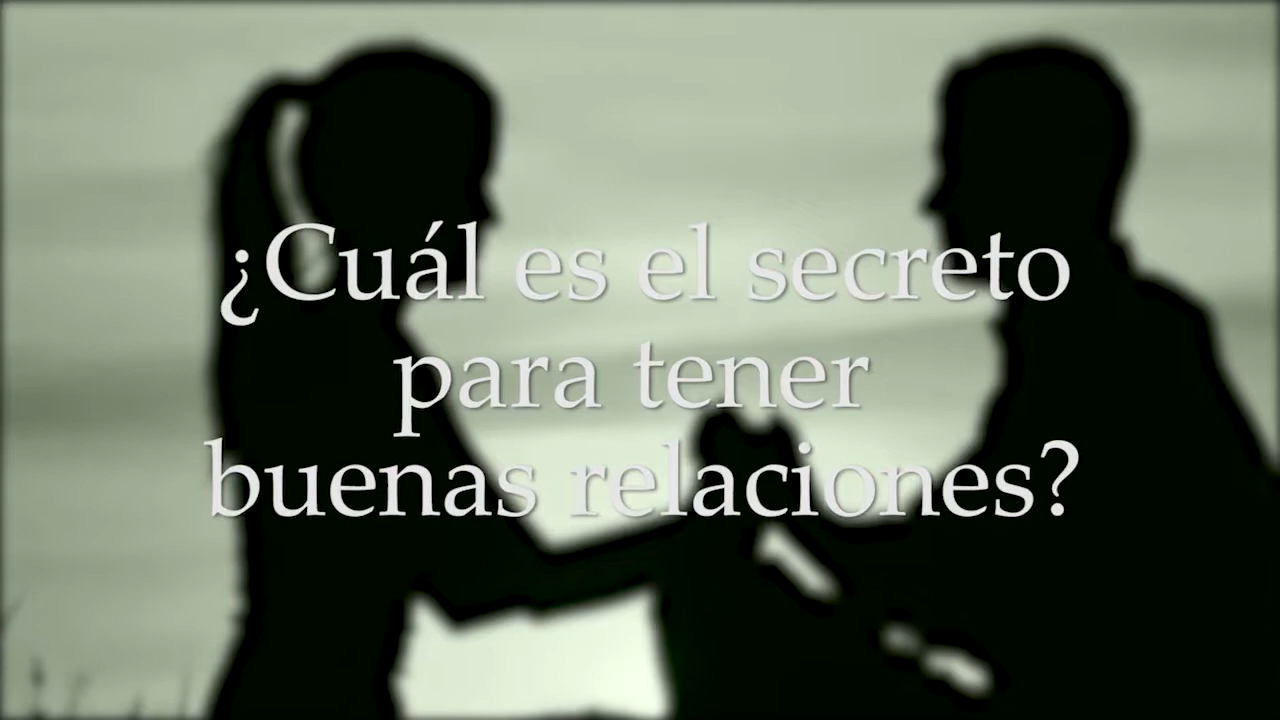 ¿Cuál es el secreto
para tener
buenas relaciones?